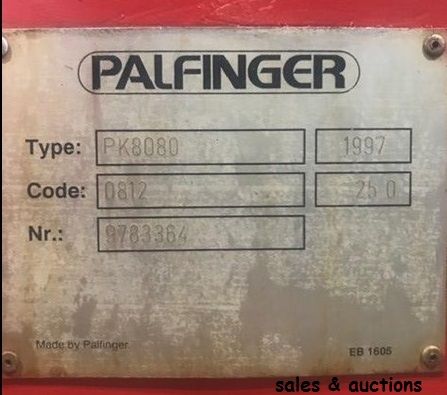 PALFINGER
Type: PK8080 1997
Code: 0812 25 0
Nr.: 9783364
Made by Palfinger
EB 1605
sales & auctions